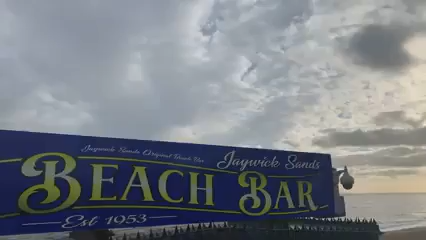 Jaywick Sands Original Beach Bar
Jaywick Sands
BEACH BAR
Est 1953